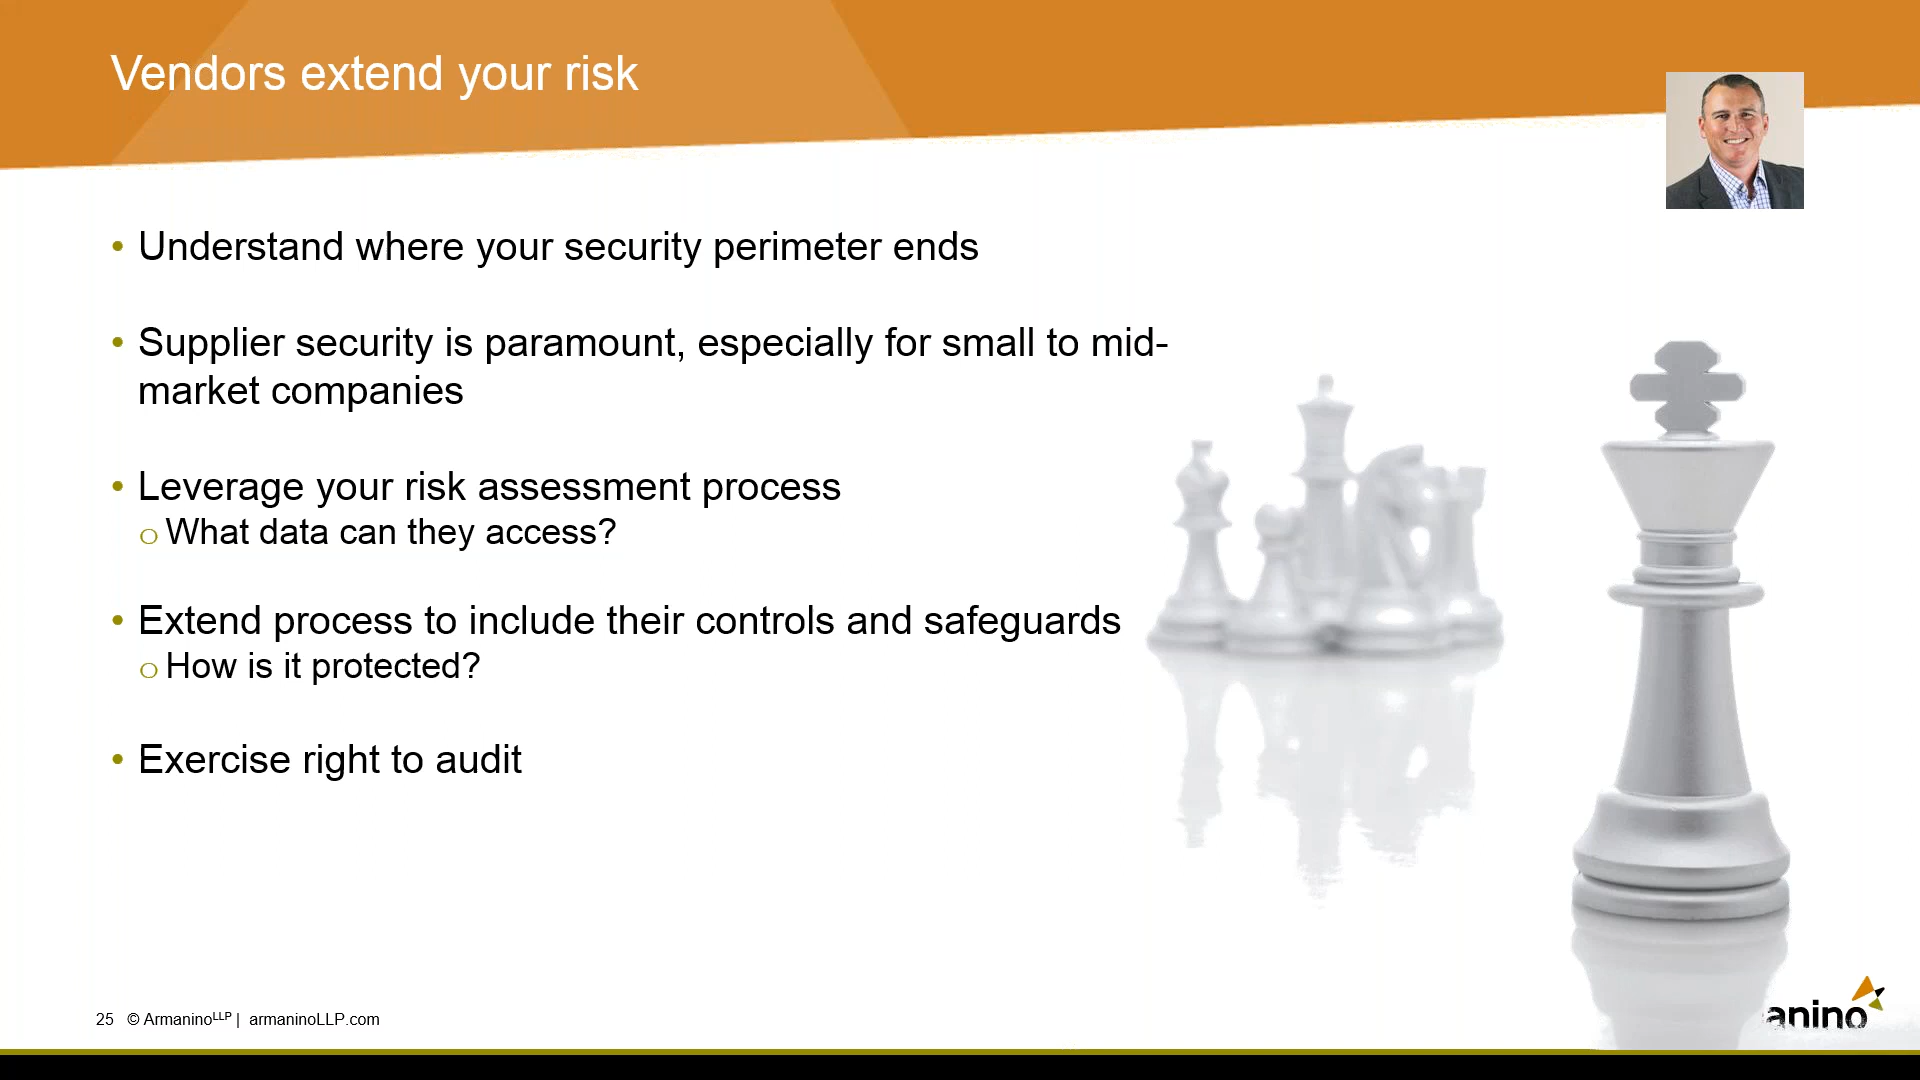 Vendors extend your risk
• Understand where your security perimeter ends
• Supplier security is paramount, especially for small to mid-
market companies
• Leverage your risk assessment process
o What data can they access?
• Extend process to include their controls and safeguards
o How is it protected?
• Exercise right to audit
25 © ArmaninoLLP | armaninoLLP.com
anino